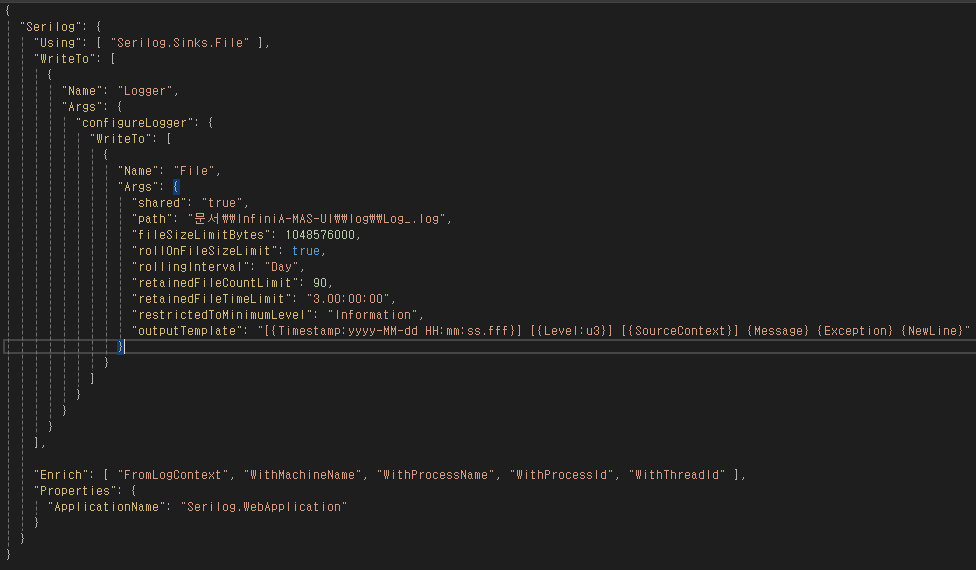 {
"Serilog": {
"Using": [ "Serilog.Sinks.File" ],
"WriteTo": [
{
"Name": "Logger",
"Args": {
"configureLogger": {
"WriteTo": [
{
"Name": "File",
"Args": {
"shared": "true",
"path": "문서₩₩InfiniA-MAS-UI₩₩log₩₩Log_.log",
"fileSizeLimitBytes": 1048576000,
"rollOnFileSizeLimit": true,
"rollingInterval": "Day",
"retainedFileCountLimit": 90,
"retainedFileTimeLimit": "3.00:00:00",
"restrictedToMinimumLevel": "Information",
"outputTemplate": "[{Timestamp:yyyy-MM-dd HH:mm:ss.fff}] [{Level:u3}] [{SourceContext}] {Message} {Exception} {NewLine}"
}
}
]
}
}
}
],
"Enrich": [ "FromLogContext", "WithMachineName", "WithProcessName", "WithProcessId", "WithThreadId" ],
"Properties": {
"ApplicationName": "Serilog.WebApplication"
}
}
}